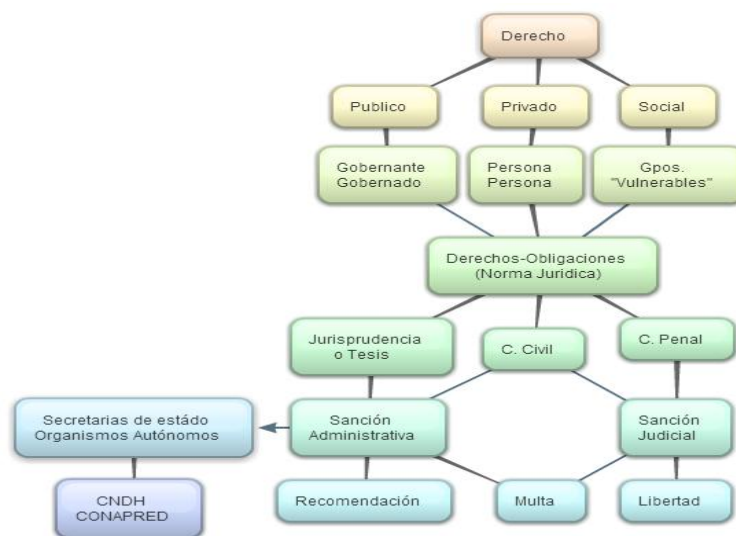 Derecho
Publico
Privado
Social
Gobernante
Gobernado
Persona
Persona
Gpos.
"Vulnerables"
Derechos-Obligaciones
(Norma Juridica)
Jurisprudencia
o Tesis
C. Civil
C. Penal
Secretarias de estádo
Organismos Autónomos
Sanción
Administrativa
Sanción
Judicial
CNDH
CONAPRED
Recomendación
Multa
Libertad